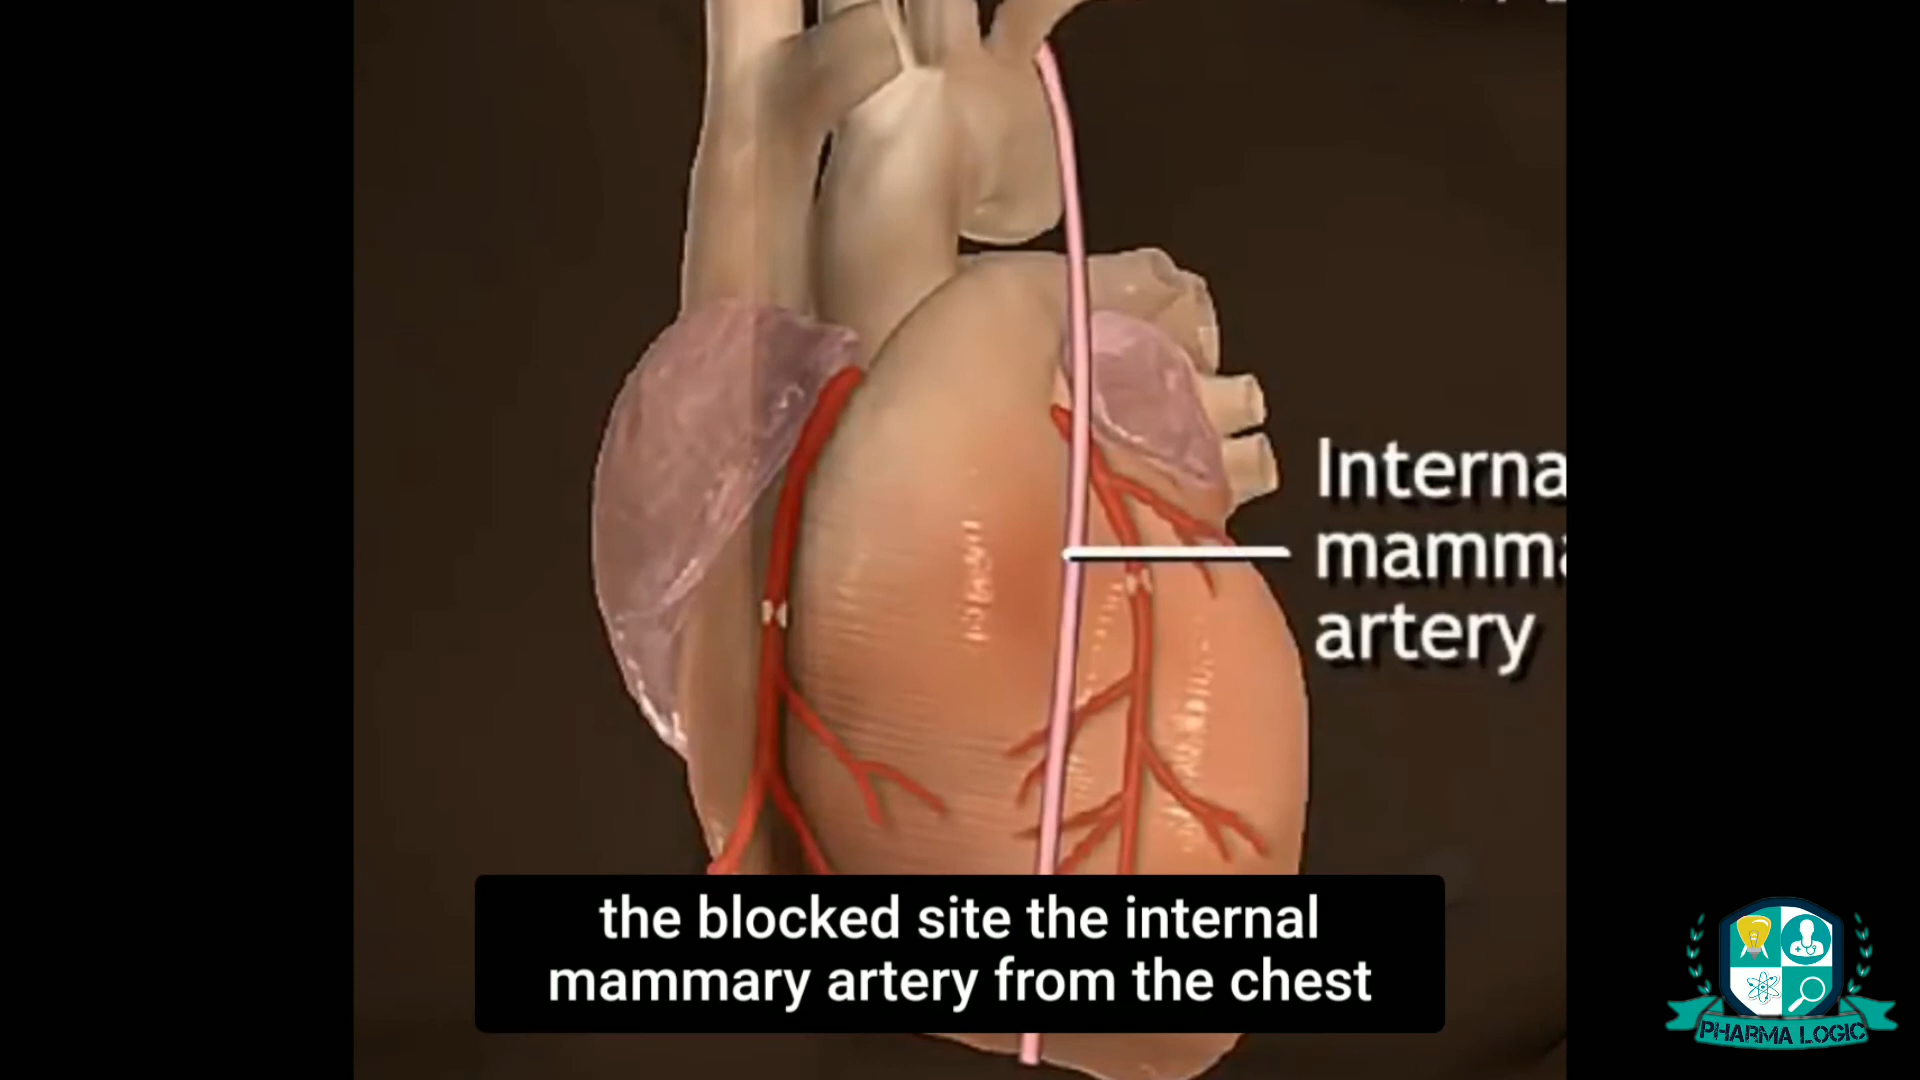 Interna
mamma
artery
the blocked site the internal
mammary artery from the chest
PHARMA LOGIC